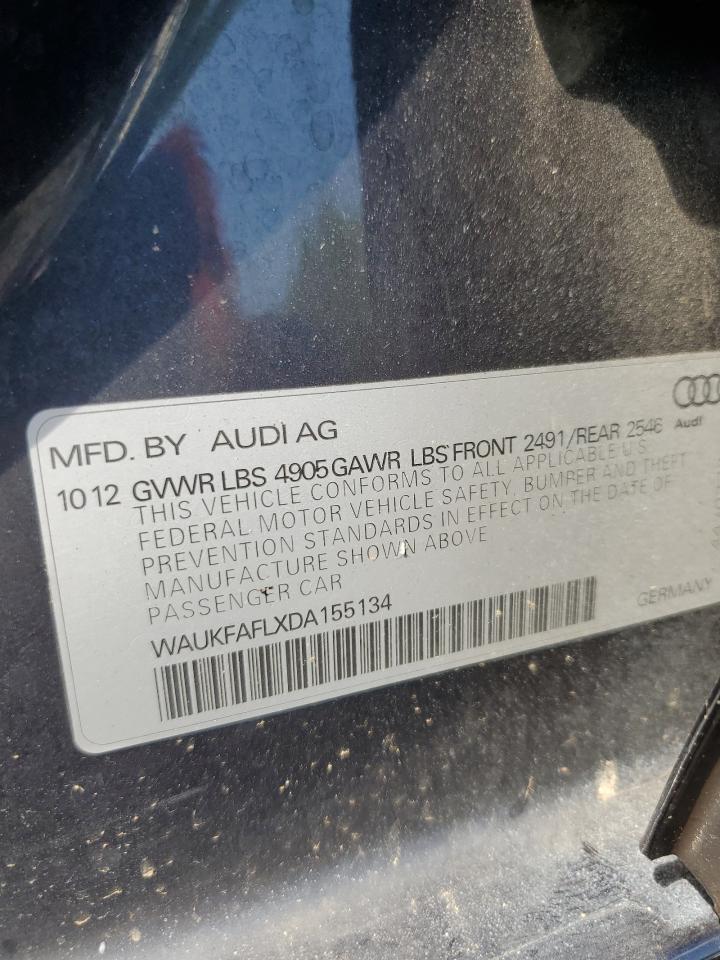 MFD. BY AUDI AG
10 12 GVWR LBS 4905 GAWR LBS FRONT 2491/REAR 2546
Audi
THIS VEHICLE CONFORMS TO ALL APPLICABLE U.S.
FEDERAL MOTOR VEHICLE SAFETY, BUMPER AND THEFT
PREVENTION STANDARDS IN EFFECT ON THE DATE OF
MANUFACTURE SHOWN ABOVE
PASSENGER CAR
WAUKFAFLXDA155134
GERMANY